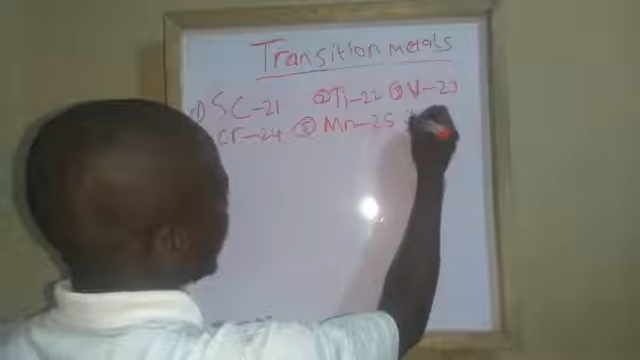 Transition metals
① SC-21 ② Ti-22 ③ V-23
Cr-24 ⑤ Mn-25